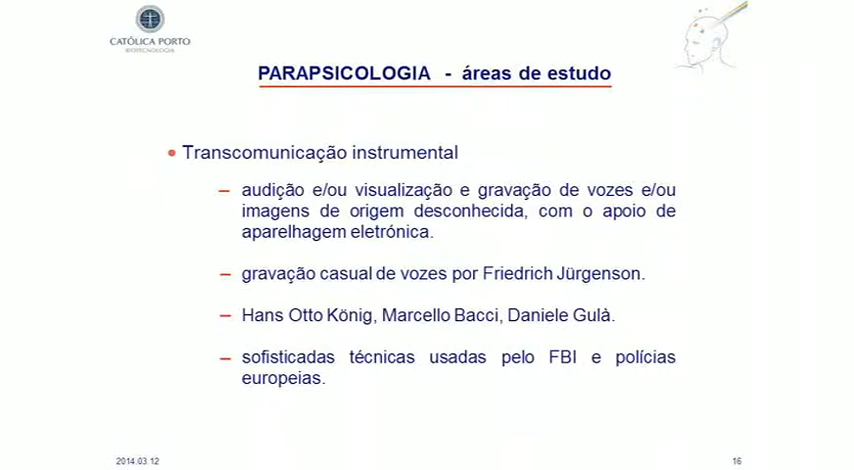 CATÓLICA PORTO
BIOTECNOLOGIA
PARAPSICOLOGIA - áreas de estudo
• Transcomunicação instrumental
– audição e/ou visualização e gravação de vozes e/ou
imagens de origem desconhecida, com o apoio de
aparelhagem eletrónica.
– gravação casual de vozes por Friedrich Jürgenson.
– Hans Otto König, Marcello Bacci, Daniele Gulà.
– sofisticadas técnicas usadas pelo FBI e polícias
europeias.
2014.03.12
16